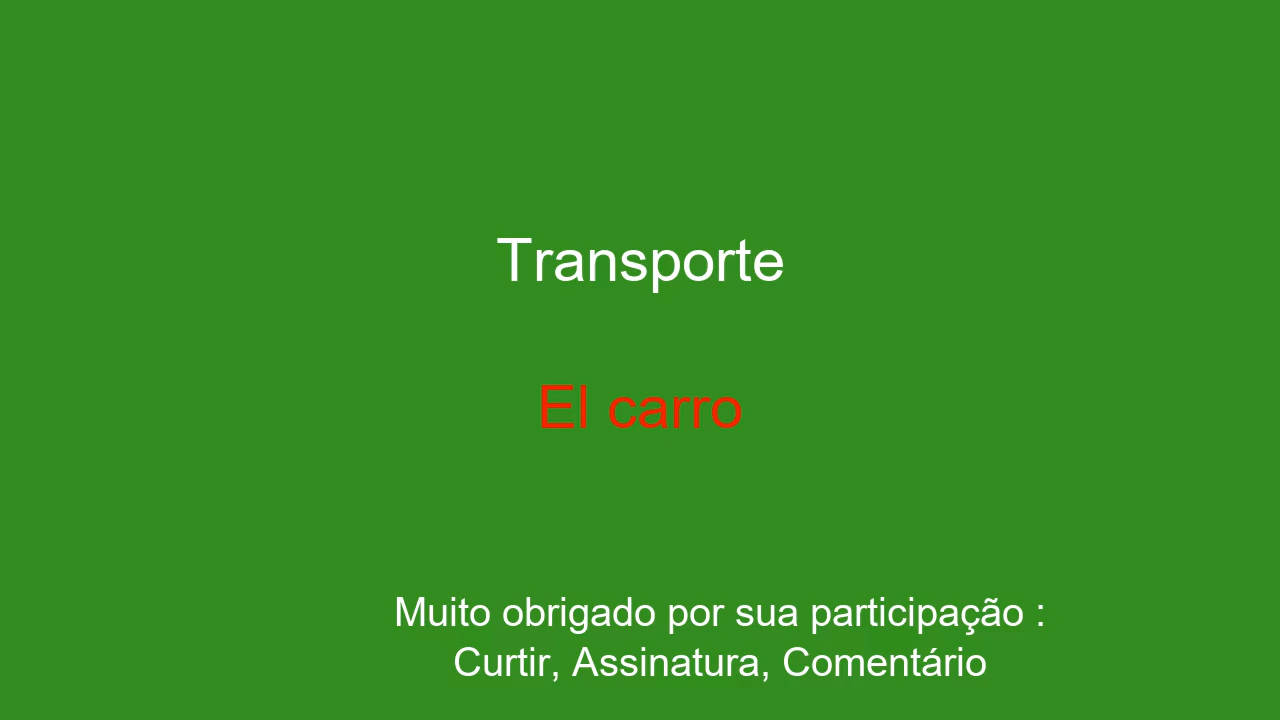 Transporte
El carro
Muito obrigado por sua participação :
Curtir, Assinatura, Comentário